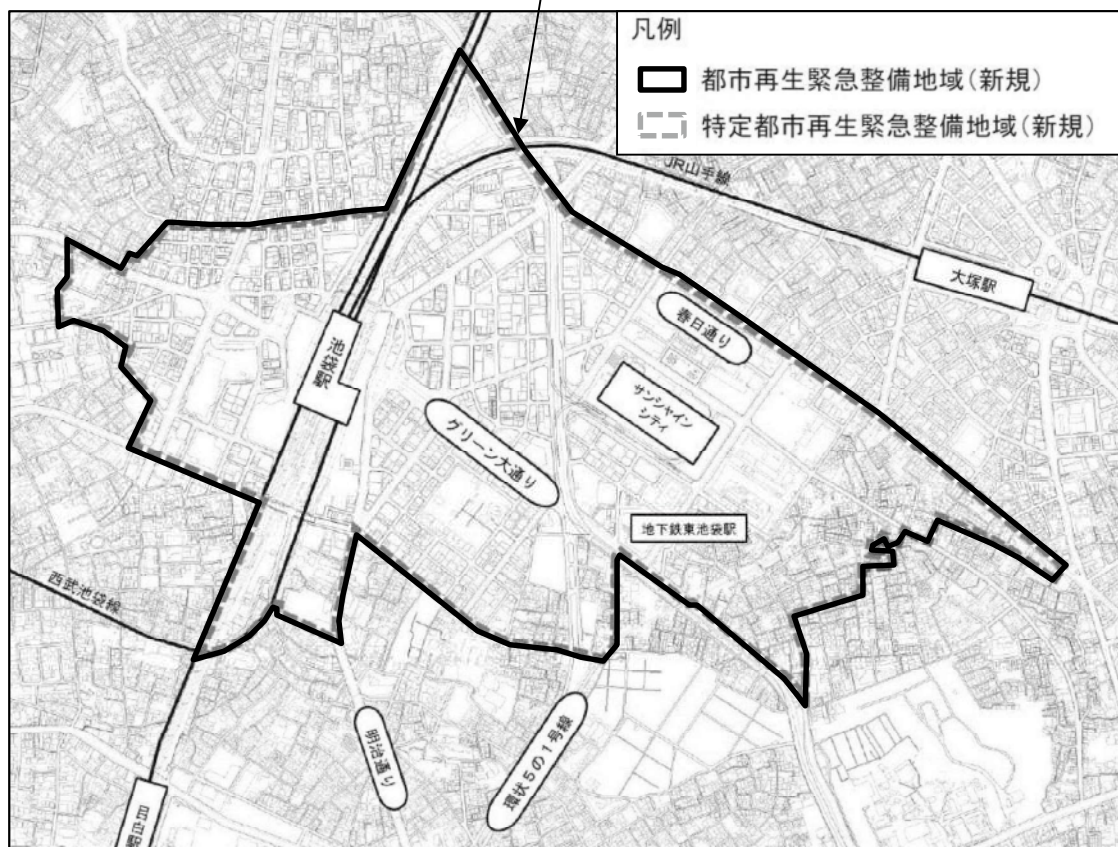 凡例
都市再生緊急整備地域(新規)
特定都市再生緊急整備地域(新規)
JR山手線
大塚駅
春日通り
池袋駅
サンシャイン
シティ
グリーン大通り
地下鉄東池袋駅
西武池袋線
明治通り
環状5の1号線
目白駅